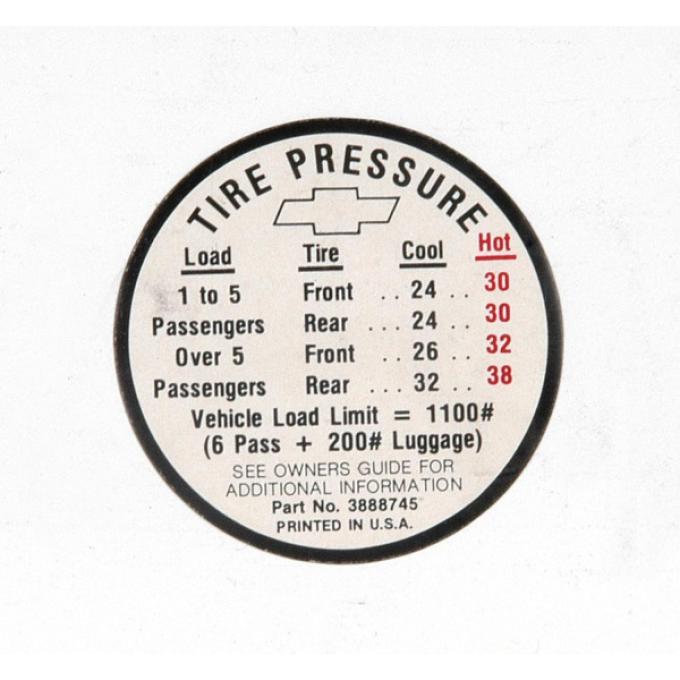 TIRE PRESSURE
Load Tire Cool Hot
1 to 5 Front .. 24 .. 30
Passengers Rear ... 24 .. 30
Over 5 Front .. 26 .. 32
Passengers Rear ... 32 .. 38
Vehicle Load Limit = 1100#
(6 Pass + 200# Luggage)
SEE OWNERS GUIDE FOR
ADDITIONAL INFORMATION
Part No. 3888745
PRINTED IN U.S.A.